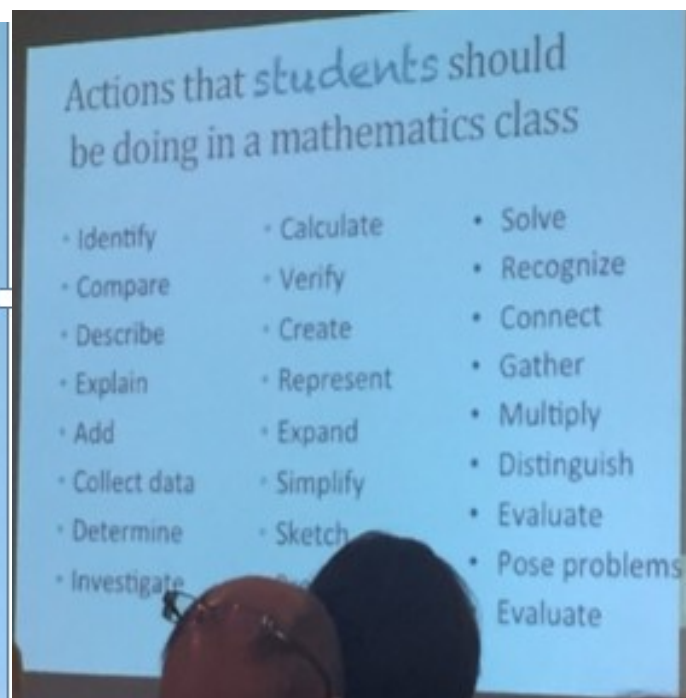 Actions that students should
be doing in a mathematics class
• Identify
• Compare
• Describe
• Explain
• Add
• Collect data
• Determine
• Investigate
• Calculate
• Verify
• Create
• Represent
• Expand
• Simplify
• Sketch
• Solve
• Recognize
• Connect
• Gather
• Multiply
• Distinguish
• Evaluate
• Pose problems
Evaluate